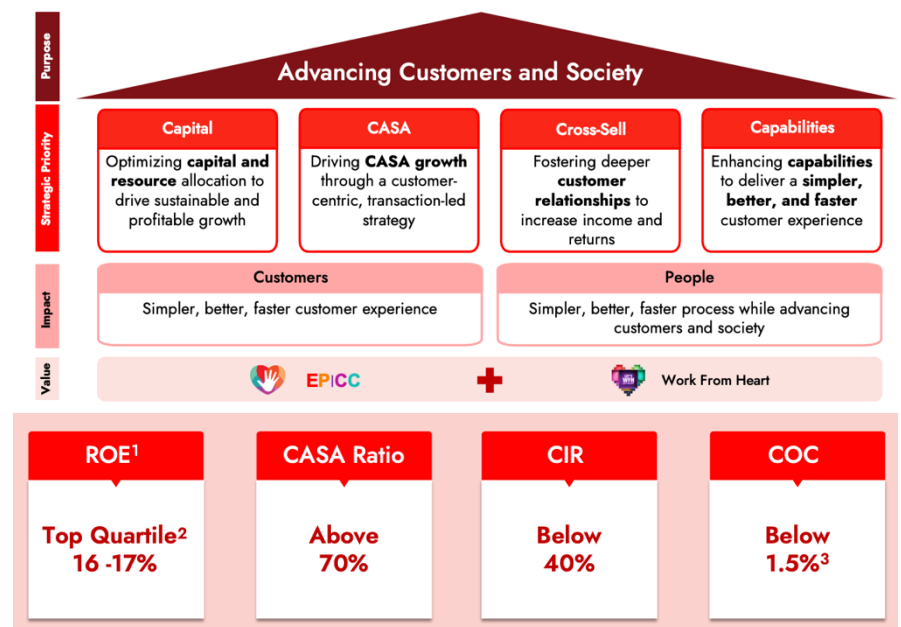 Purpose
Advancing Customers and Society
Strategic Priority
Capital
Optimizing capital and
resource allocation to
drive sustainable and
profitable growth
CASA
Driving CASA growth
through a customer-
centric, transaction-led
strategy
Cross-Sell
Fostering deeper
customer
relationships to
increase income and
returns
Capabilities
Enhancing capabilities
to deliver a simpler,
better, and faster
customer experience
Impact
Customers
Simpler, better, faster customer experience
People
Simpler, better, faster process while advancing
customers and society
Value
EPICC
Work From Heart
ROE¹
Top Quartile²
16 -17%
CASA Ratio
Above
70%
CIR
Below
40%
COC
Below
1.5%³